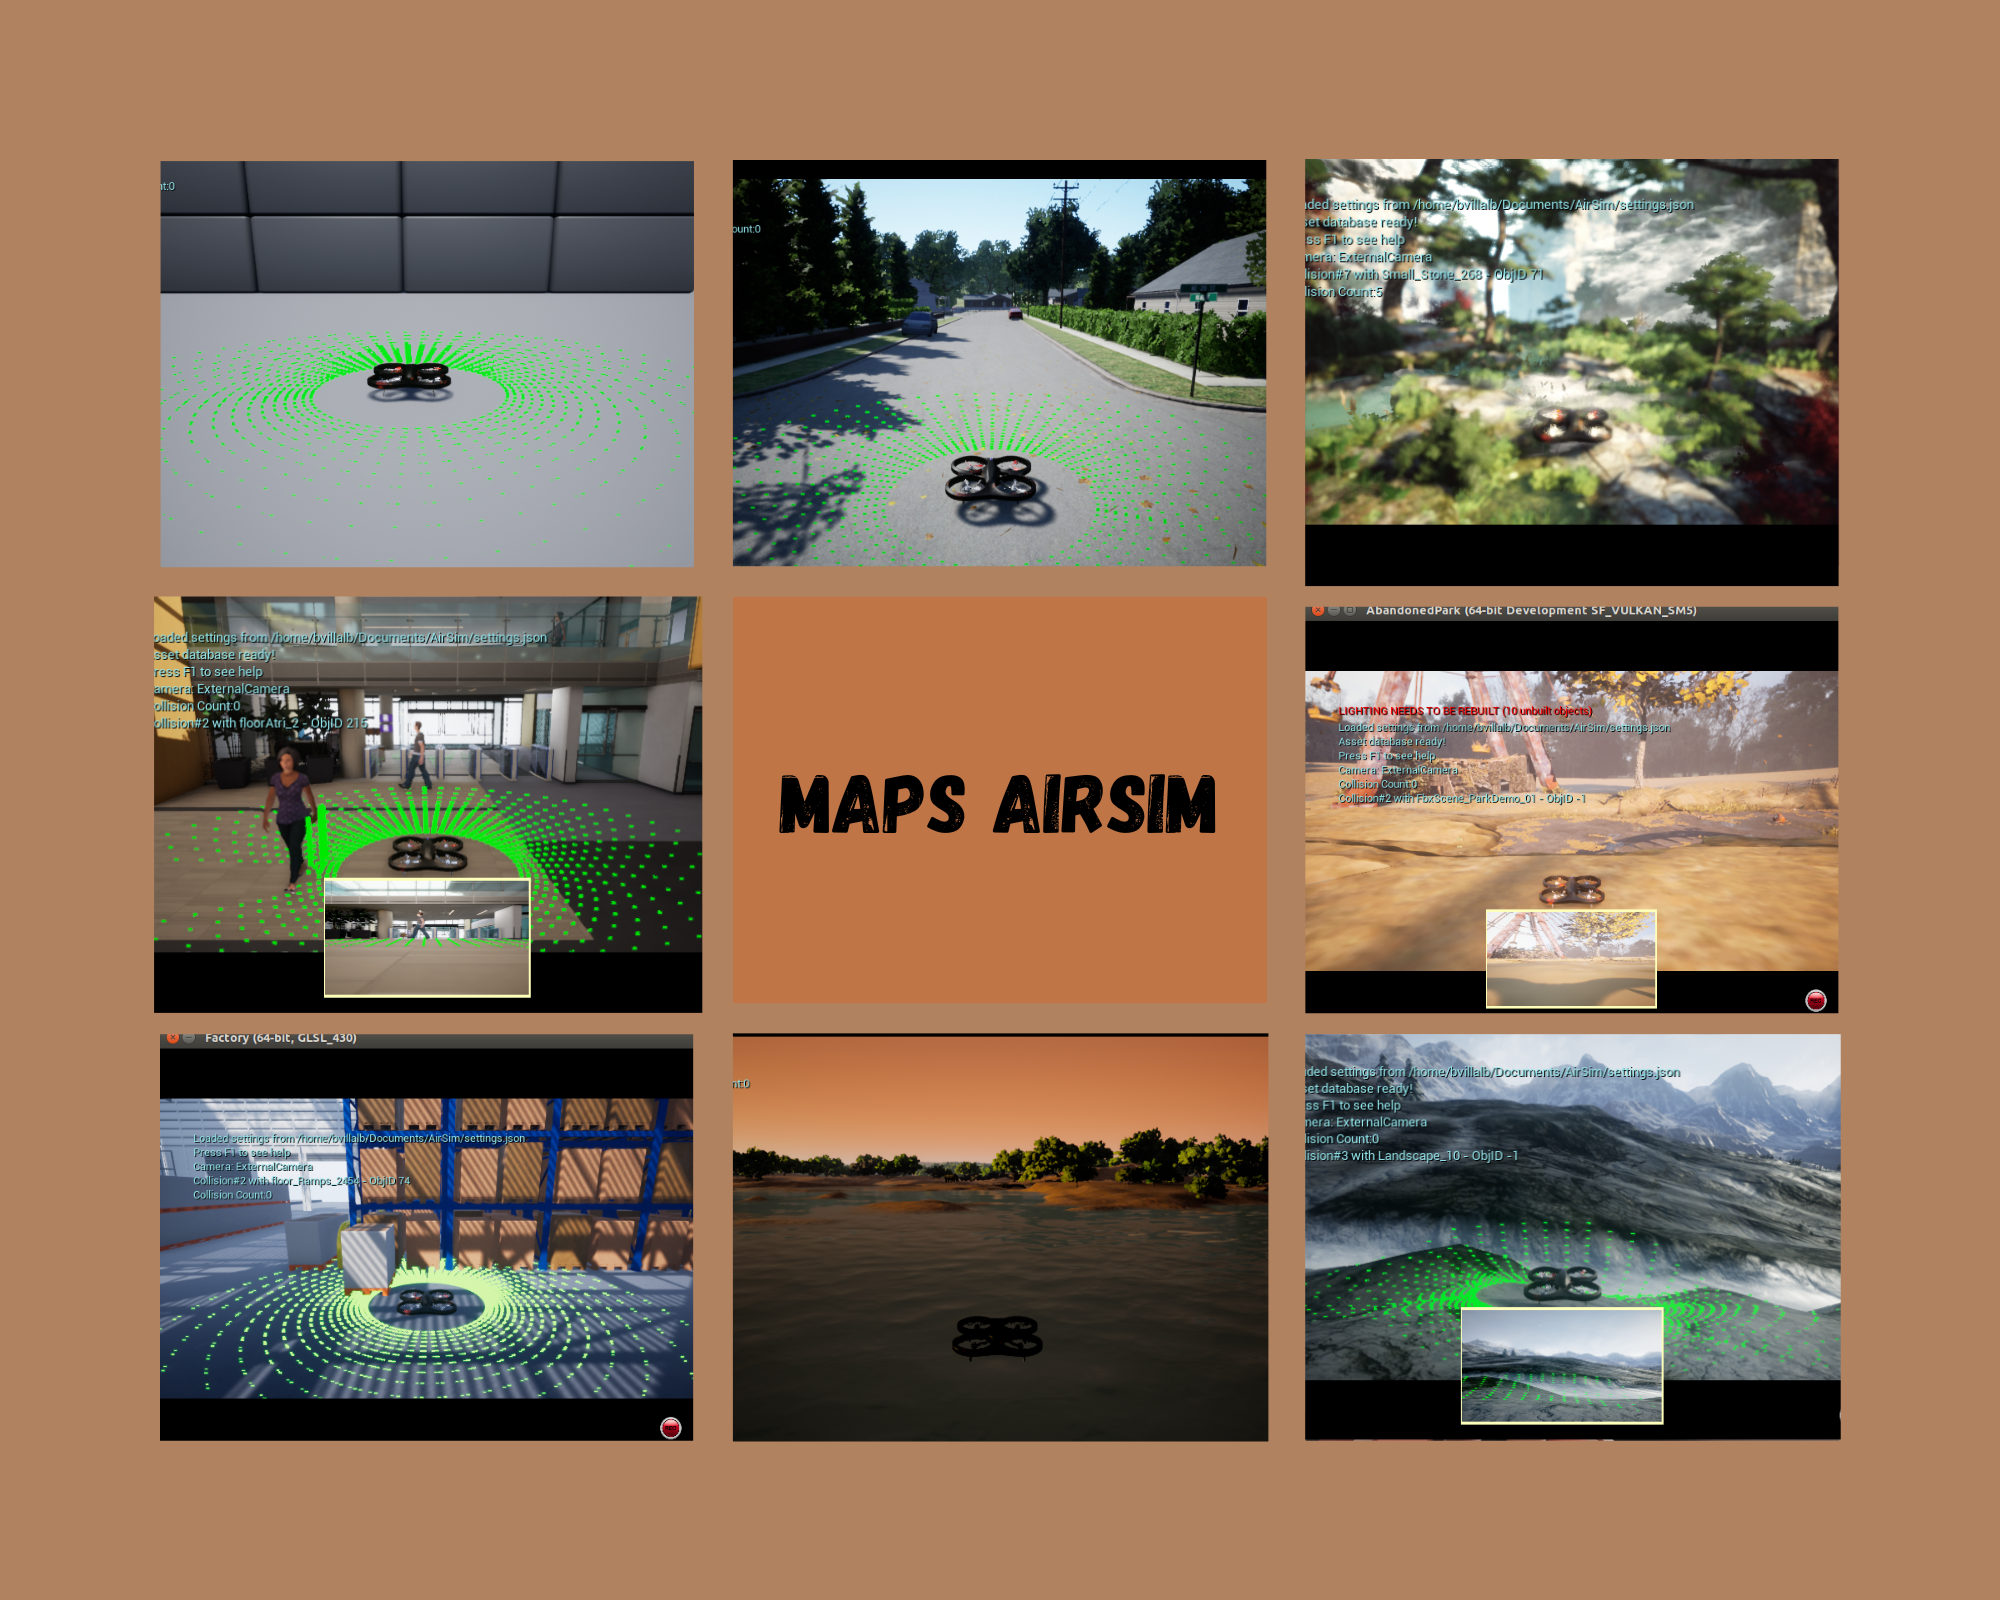 nt:0
ount:0
aded settings from /home/bvillalb/Documents/AirSim/settings.json
set database ready!
ss F1 to see help
mera: ExternalCamera
lision#7 with Small_Stone_268 - ObjID 71
lision Count:5
oaded settings from /home/bvillalb/Documents/AirSim/settings.json
sset database ready!
ress F1 to see help
amera: ExternalCamera
ollision Count:0
ollision#2 with floorAtri_2 - ObjID 215
MAPS AIRSIM
AbandonedPark (64-bit Development SF_VULKAN_SM5)
LIGHTING NEEDS TO BE REBUILT (10 unbuilt objects)
Loaded settings from /home/bvillalb/Documents/AirSim/settings.json
Asset database ready!
Press F1 to see help
Camera: ExternalCamera
Collision Count:0
Collision#2 with FbxScene_ParkDemo_01 - ObjID -1
Factory (64-bit, GLSL_430)
Loaded settings from /home/bvillalb/Documents/AirSim/settings.json
Press F1 to see help
Camera: ExternalCamera
Collision#2 with floor_Ramps_2464 - ObjID 74
Collision Count:0
nt:0
ded settings from /home/bvillalb/Documents/AirSim/settings.json
set database ready!
ss F1 to see help
mera: ExternalCamera
lision Count:0
lision#3 with Landscape_10 - ObjID -1